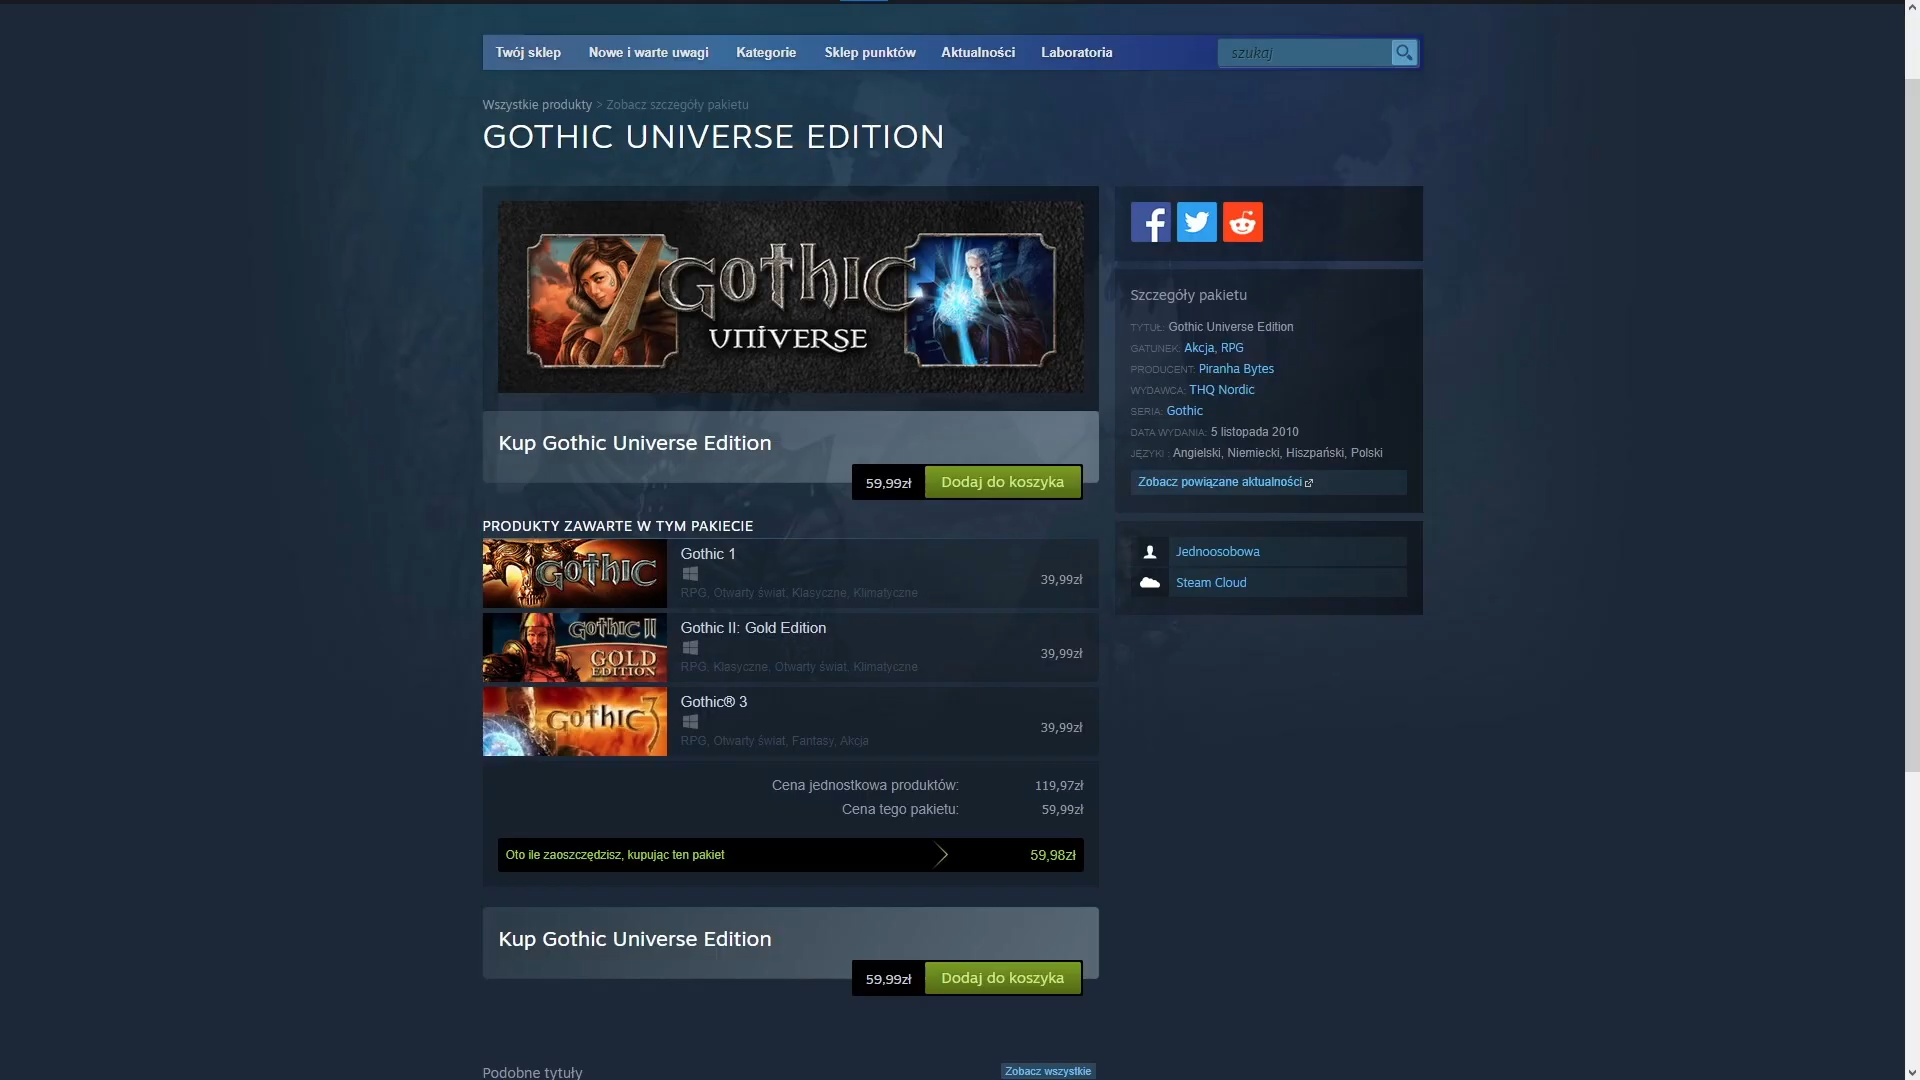 Twój sklep Nowe i warte uwagi Kategorie Sklep punktów Aktualności Laboratoria szukaj
Wszystkie produkty > Zobacz szczegóły pakietu
GOTHIC UNIVERSE EDITION
GOTHIC
UNIVERSE
Kup Gothic Universe Edition
59,99zł Dodaj do koszyka
PRODUKTY ZAWARTE W TYM PAKIECIE
GOTHIC
Gothic 1
RPG, Otwarty świat, Klasyczne, Klimatyczne
39,99zł
GOTHIC II
GOLD
EDITION
Gothic II: Gold Edition
RPG, Klasyczne, Otwarty świat, Klimatyczne
39,99zł
GOTHIC 3
Gothic® 3
RPG, Otwarty świat, Fantasy, Akcja
39,99zł
Cena jednostkowa produktów: 119,97zł
Cena tego pakietu: 59,99zł
Oto ile zaoszczędzisz, kupując ten pakiet 59,98zł
Kup Gothic Universe Edition
59,99zł Dodaj do koszyka
Podobne tytuły Zobacz wszystkie
Szczegóły pakietu
TYTUŁ: Gothic Universe Edition
GATUNEK: Akcja, RPG
PRODUCENT: Piranha Bytes
WYDAWCA: THQ Nordic
SERIA: Gothic
DATA WYDANIA: 5 listopada 2010
JĘZYKI : Angielski, Niemiecki, Hiszpański, Polski
Zobacz powiązane aktualności
Jednoosobowa
Steam Cloud